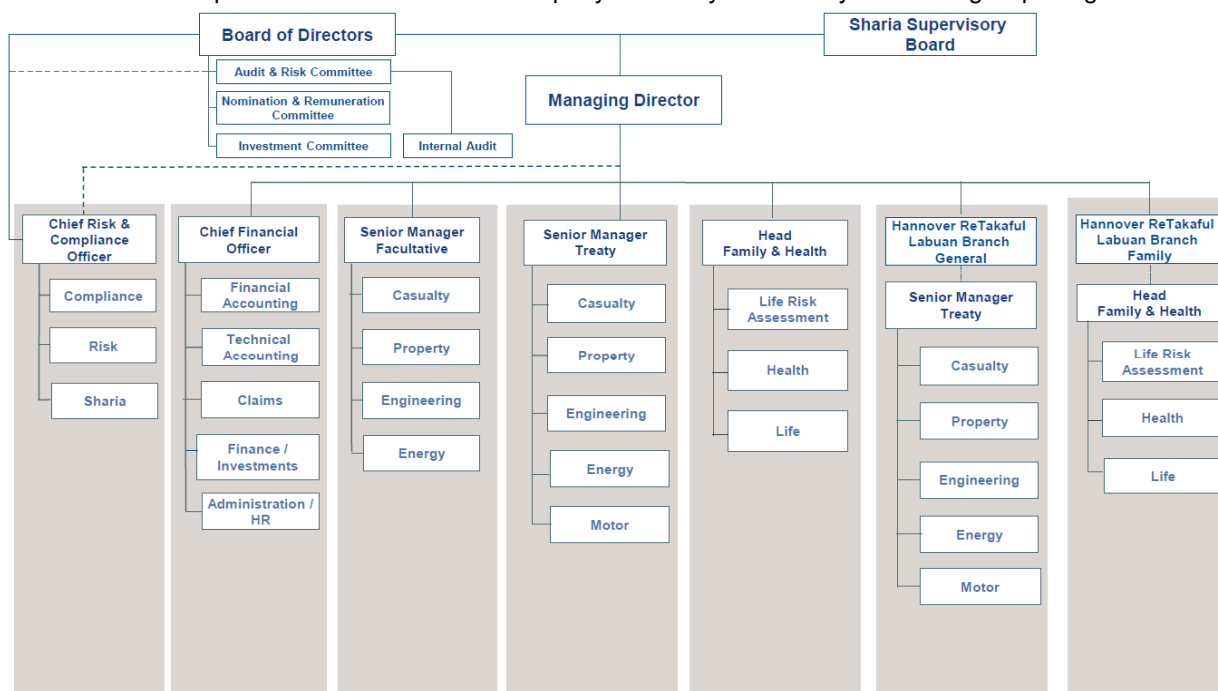 Board of Directors
Sharia Supervisory
Board
Audit & Risk Committee
Managing Director
Nomination & Remuneration
Committee
Investment Committee
Internal Audit
Chief Risk &
Compliance
Officer
Compliance
Risk
Sharia
Chief Financial
Officer
Financial
Accounting
Technical
Accounting
Claims
Finance /
Investments
Administration /
HR
Senior Manager
Facultative
Casualty
Property
Engineering
Energy
Senior Manager
Treaty
Casualty
Property
Engineering
Energy
Motor
Head
Family & Health
Life Risk
Assessment
Health
Life
Hannover ReTakaful
Labuan Branch
General
Senior Manager
Treaty
Casualty
Property
Engineering
Energy
Motor
Hannover ReTakaful
Labuan Branch
Family
Head
Family & Health
Life Risk
Assessment
Health
Life